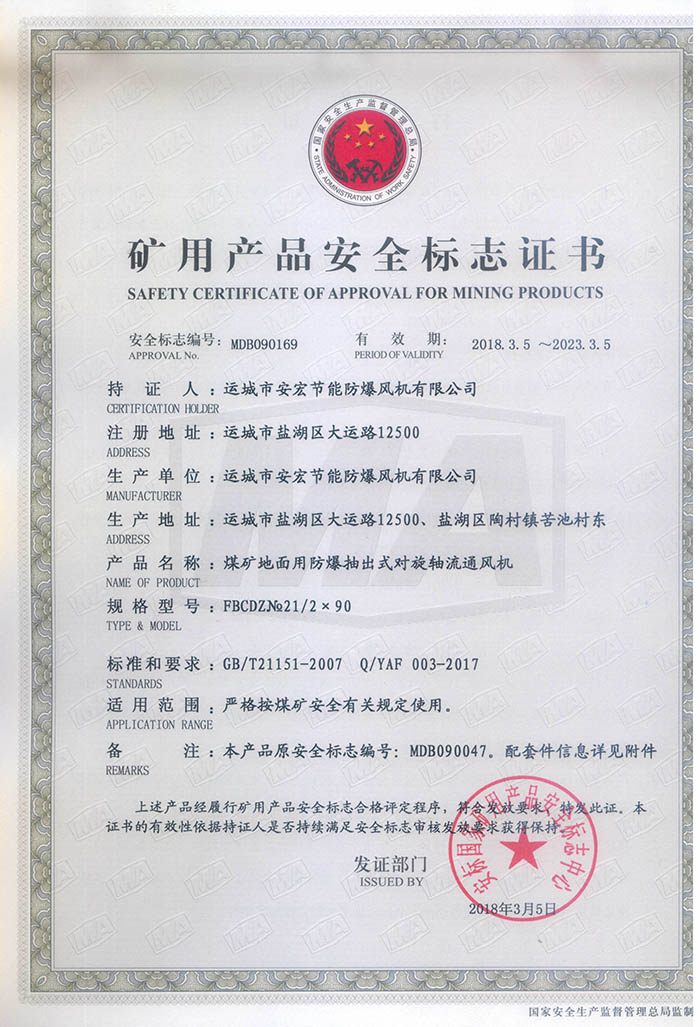 国家安全生产监督管理总局
STATE ADMINISTRATION OF WORK SAFETY
矿用产品安全标志证书
SAFETY CERTIFICATE OF APPROVAL FOR MINING PRODUCTS
安全标志编号: MDB090169 有效期: 2018.3.5 ~2023.3.5
APPROVAL No. PERIOD OF VALIDITY
持证人:运城市安宏节能防爆风机有限公司
CERTIFICATION HOLDER
注册地址:运城市盐湖区大运路12500
ADDRESS
生产单位:运城市安宏节能防爆风机有限公司
MANUFACTURER
生产地址:运城市盐湖区大运路12500、盐湖区陶村镇苦池村东
ADDRESS
产品名称:煤矿地面用防爆抽出式对旋轴流通风机
NAME OF PRODUCT
规格型号:FBCDZ№21/2×90
TYPE & MODEL
标准和要求:GB/T21151-2007 Q/YAF 003-2017
STANDARDS
适用范围:严格按煤矿安全有关规定使用。
APPLICATION RANGE
备注:本产品原安全标志编号:MDB090047。配套件信息详见附件
REMARKS
上述产品经履行矿用产品安全标志合格评定程序，符合发放要求，特发此证。本
证书的有效性依据持证人是否持续满足安全标志审核发放要求获得保持。
发证部门
ISSUED BY
安标国家矿用产品安全标志中心
2018年3月5日
国家安全生产监督管理总局监制
MA